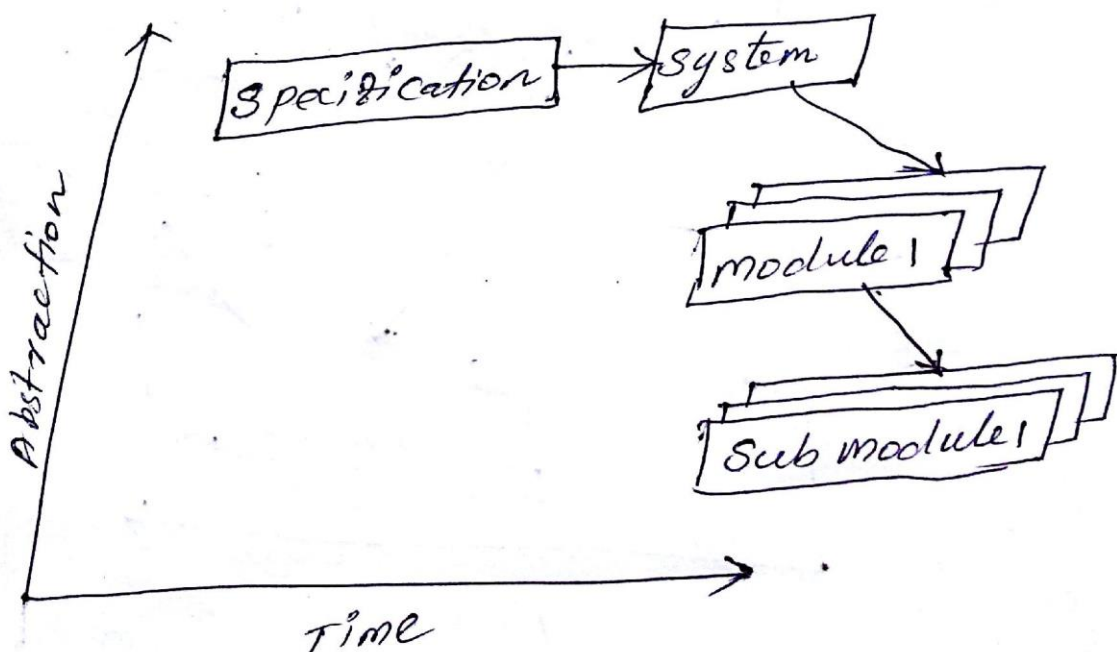 Specification
System
Module 1
Sub module 1
Abstraction
Time